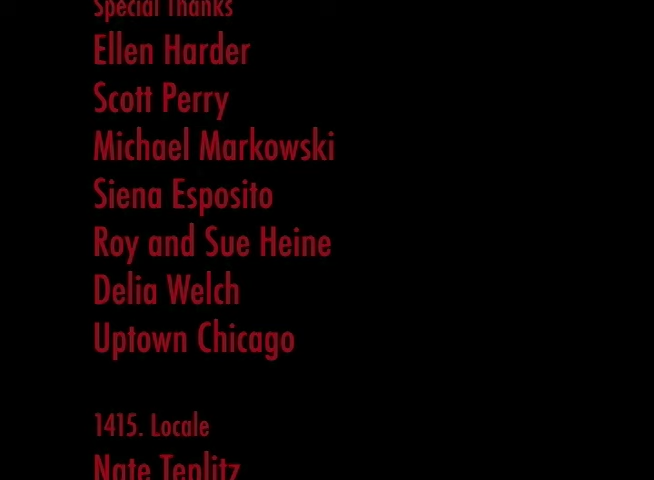 Special Thanks
Ellen Harder
Scott Perry
Michael Markowski
Siena Esposito
Roy and Sue Heine
Delia Welch
Uptown Chicago
1415. Locale
Nate Teplitz